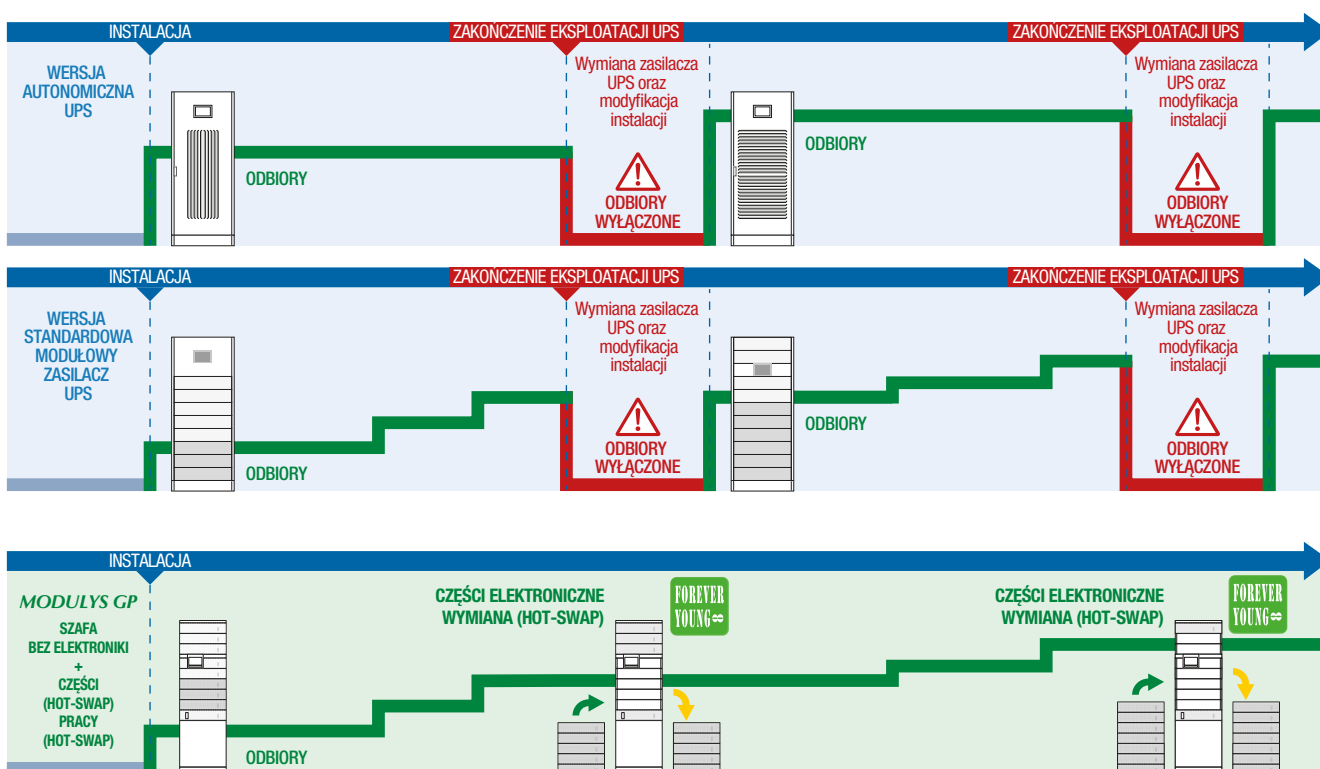 INSTALACJA
ZAKOŃCZENIE EKSPLOATACJI UPS
ZAKOŃCZENIE EKSPLOATACJI UPS
WERSJA
AUTONOMICZNA
UPS
ODBIORY
Wymiana zasilacza
UPS oraz
modyfikacja
instalacji
ODBIORY
WYŁĄCZONE
ODBIORY
Wymiana zasilacza
UPS oraz
modyfikacja
instalacji
ODBIORY
WYŁĄCZONE
INSTALACJA
ZAKOŃCZENIE EKSPLOATACJI UPS
ZAKOŃCZENIE EKSPLOATACJI UPS
WERSJA
STANDARDOWA
MODUŁOWY
ZASILACZ
UPS
ODBIORY
Wymiana zasilacza
UPS oraz
modyfikacja
instalacji
ODBIORY
WYŁĄCZONE
ODBIORY
Wymiana zasilacza
UPS oraz
modyfikacja
instalacji
ODBIORY
WYŁĄCZONE
INSTALACJA
MODULYS GP
SZAFA
BEZ ELEKTRONIKI
+
CZĘŚCI
(HOT-SWAP)
PRACY
(HOT-SWAP)
ODBIORY
CZĘŚCI ELEKTRONICZNE
WYMIANA (HOT-SWAP)
FOREVER
YOUNG∞
CZĘŚCI ELEKTRONICZNE
WYMIANA (HOT-SWAP)
FOREVER
YOUNG∞